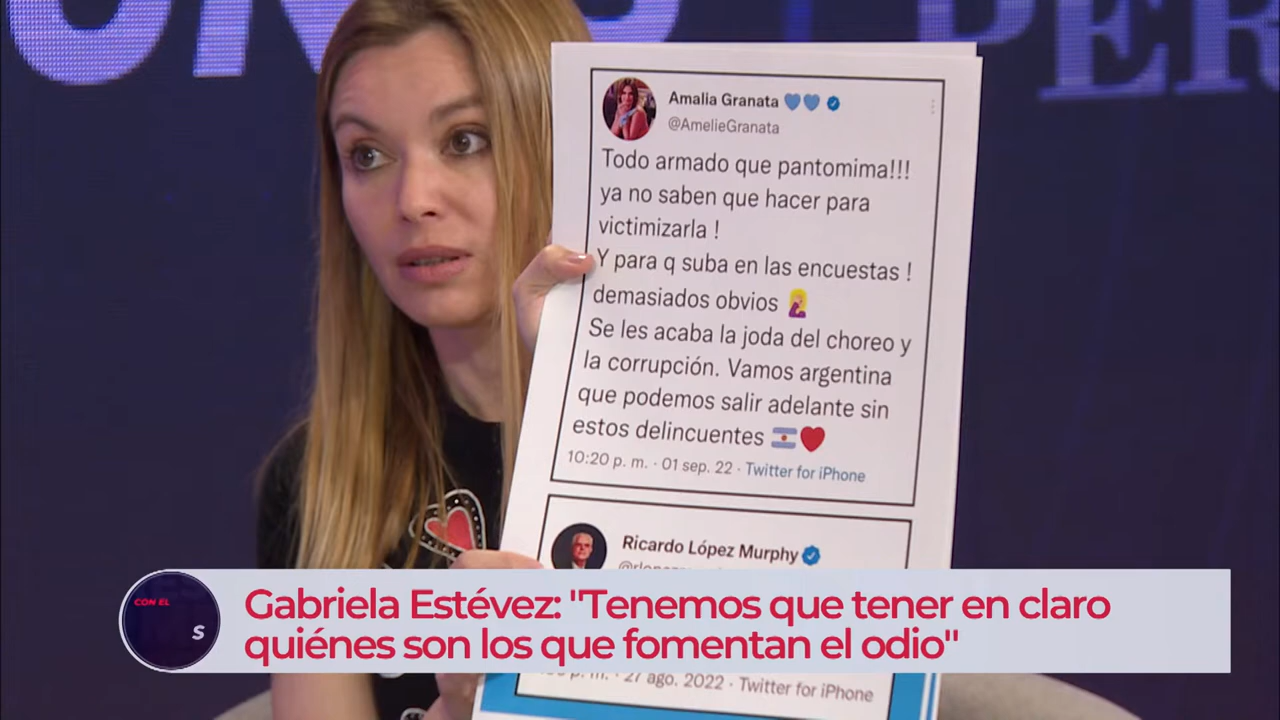 Amalia Granata 💙💙
@AmelieGranata
Todo armado que pantomima!!!
ya no saben que hacer para
victimizarla !
Y para q suba en las encuestas !
demasiados obvios 🤦‍♀️
Se les acaba la joda del choreo y
la corrupción. Vamos argentina
que podemos salir adelante sin
estos delincuentes 🇦🇷❤️
10:20 p. m. · 01 sep. 22 · Twitter for iPhone
Ricardo López Murphy
CON EL
S
Gabriela Estévez: "Tenemos que tener en claro
quiénes son los que fomentan el odio"
p. m. · 27 ago. 2022 · Twitter for iPhone